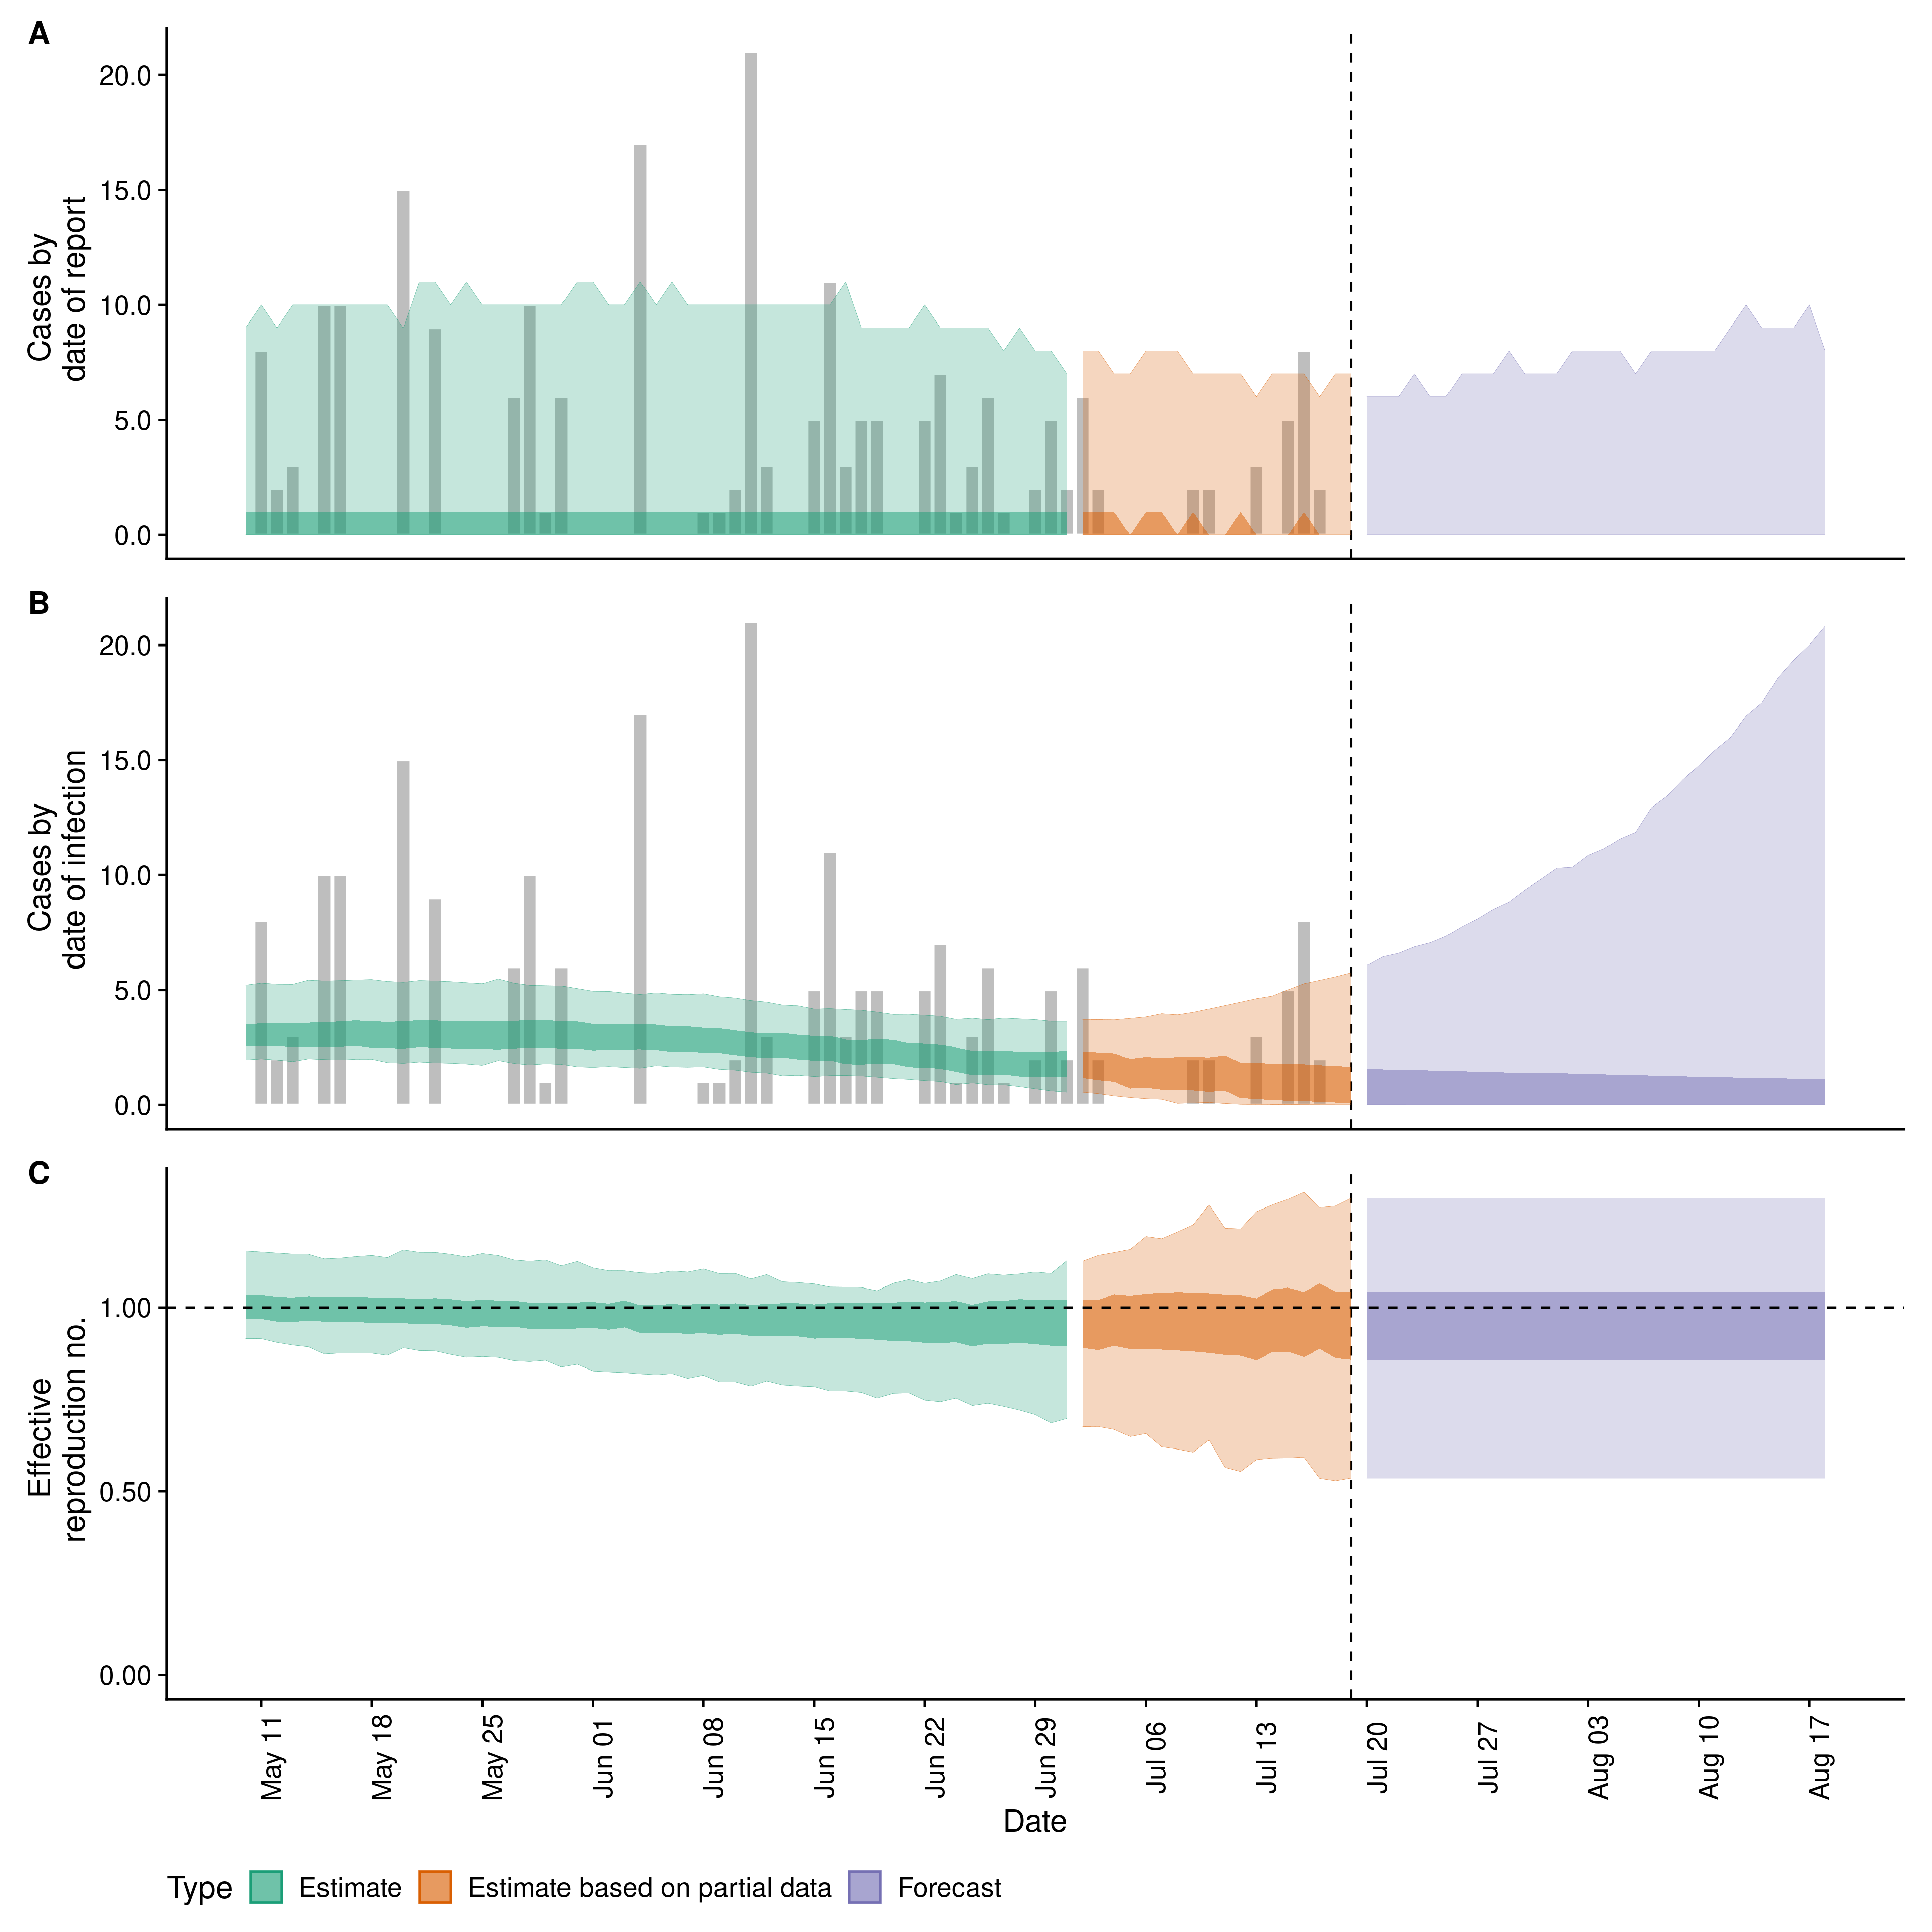 A
Cases by
date of report
20.0
15.0
10.0
5.0
0.0
B
Cases by
date of infection
20.0
15.0
10.0
5.0
0.0
C
Effective
reproduction no.
1.00
0.50
0.00
May 11
May 18
May 25
Jun 01
Jun 08
Jun 15
Jun 22
Jun 29
Jul 06
Jul 13
Jul 20
Jul 27
Aug 03
Aug 10
Aug 17
Date
Type Estimate Estimate based on partial data Forecast